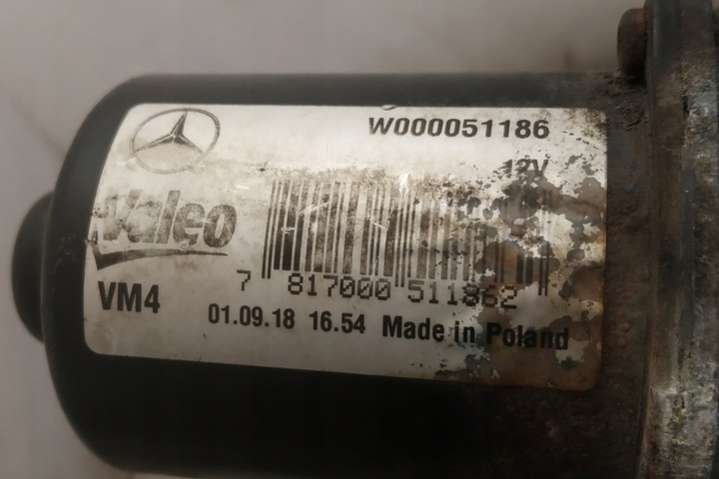 W000051186
12V
Valeo
7 817000 511862
VM4
01.09.18 16.54 Made in Poland